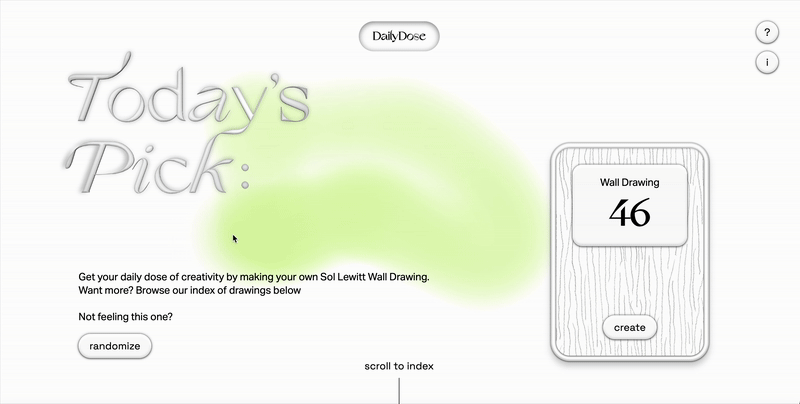 DailyDose
?
i
Today's
Pick:
Wall Drawing
46
create
Get your daily dose of creativity by making your own Sol Lewitt Wall Drawing.
Want more? Browse our index of drawings below
Not feeling this one?
randomize
scroll to index